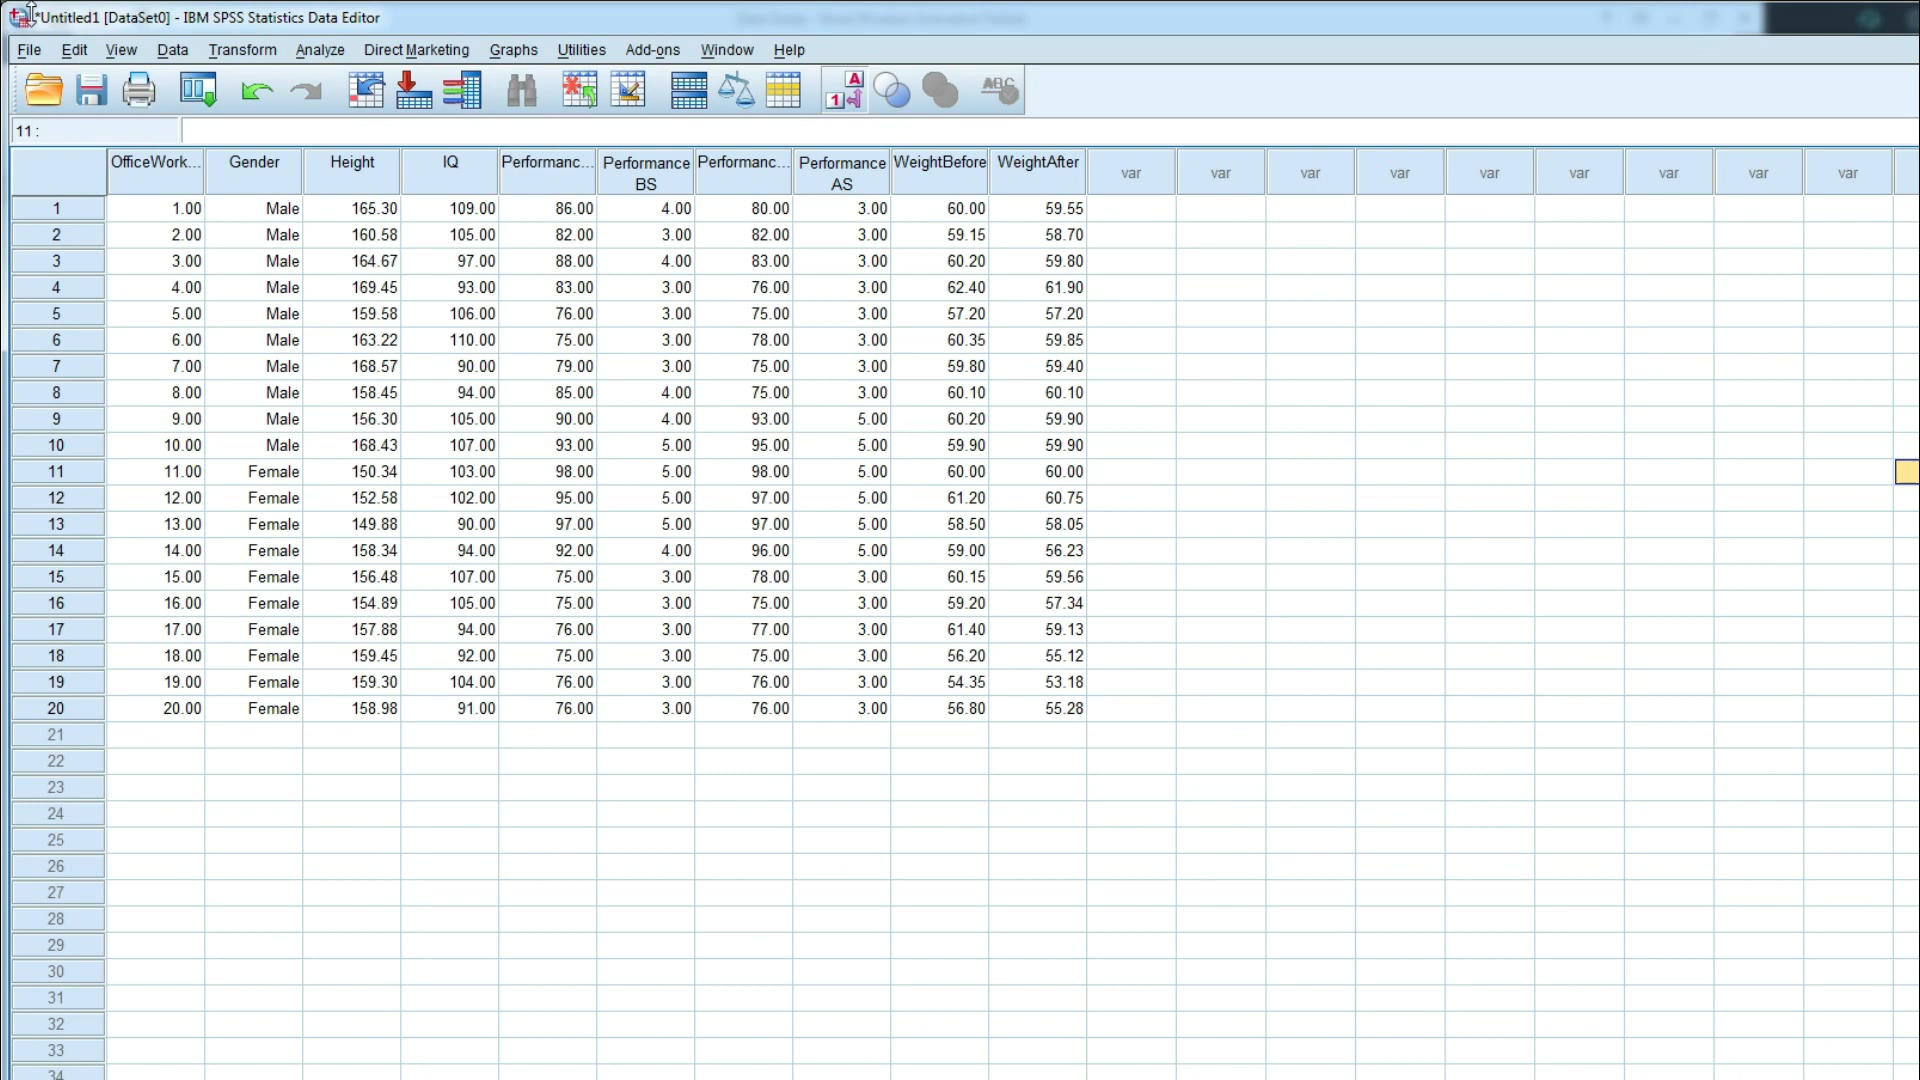 *Untitled1 [DataSet0] - IBM SPSS Statistics Data Editor
File Edit View Data Transform Analyze Direct Marketing Graphs Utilities Add-ons Window Help
A
1
ABC
11 :
OfficeWork... Gender Height IQ Performanc... Performance BS Performanc... Performance AS WeightBefore WeightAfter var var var var var var var var var
1 1.00 Male 165.30 109.00 86.00 4.00 80.00 3.00 60.00 59.55
2 2.00 Male 160.58 105.00 82.00 3.00 82.00 3.00 59.15 58.70
3 3.00 Male 164.67 97.00 88.00 4.00 83.00 3.00 60.20 59.80
4 4.00 Male 169.45 93.00 83.00 3.00 76.00 3.00 62.40 61.90
5 5.00 Male 159.58 106.00 76.00 3.00 75.00 3.00 57.20 57.20
6 6.00 Male 163.22 110.00 75.00 3.00 78.00 3.00 60.35 59.85
7 7.00 Male 168.57 90.00 79.00 3.00 75.00 3.00 59.80 59.40
8 8.00 Male 158.45 94.00 85.00 4.00 75.00 3.00 60.10 60.10
9 9.00 Male 156.30 105.00 90.00 4.00 93.00 5.00 60.20 59.90
10 10.00 Male 168.43 107.00 93.00 5.00 95.00 5.00 59.90 59.90
11 11.00 Female 150.34 103.00 98.00 5.00 98.00 5.00 60.00 60.00
12 12.00 Female 152.58 102.00 95.00 5.00 97.00 5.00 61.20 60.75
13 13.00 Female 149.88 90.00 97.00 5.00 97.00 5.00 58.50 58.05
14 14.00 Female 158.34 94.00 92.00 4.00 96.00 5.00 59.00 56.23
15 15.00 Female 156.48 107.00 75.00 3.00 78.00 3.00 60.15 59.56
16 16.00 Female 154.89 105.00 75.00 3.00 75.00 3.00 59.20 57.34
17 17.00 Female 157.88 94.00 76.00 3.00 77.00 3.00 61.40 59.13
18 18.00 Female 159.45 92.00 75.00 3.00 75.00 3.00 56.20 55.12
19 19.00 Female 159.30 104.00 76.00 3.00 76.00 3.00 54.35 53.18
20 20.00 Female 158.98 91.00 76.00 3.00 76.00 3.00 56.80 55.28
21
22
23
24
25
26
27
28
29
30
31
32
33
34